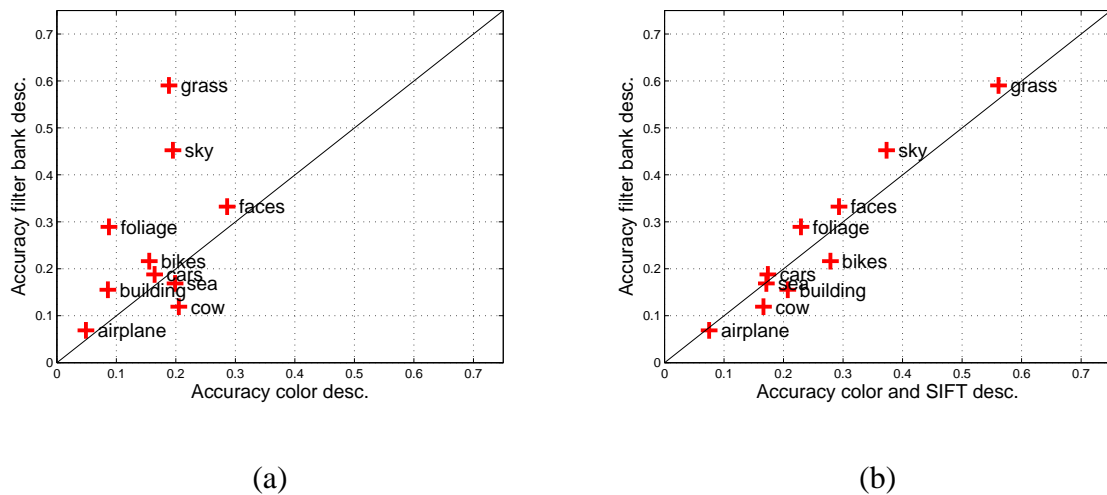 0.7
0.6
0.5
0.4
0.3
0.2
0.1
0
0
0.1
0.2
0.3
0.4
0.5
0.6
0.7
Accuracy filter bank desc.
Accuracy color desc.
grass
sky
faces
foliage
bikes
cars
sea
building
cow
airplane
(a)
0.7
0.6
0.5
0.4
0.3
0.2
0.1
0
0
0.1
0.2
0.3
0.4
0.5
0.6
0.7
Accuracy filter bank desc.
Accuracy color and SIFT desc.
grass
sky
faces
foliage
bikes
cars
sea
building
cow
airplane
(b)